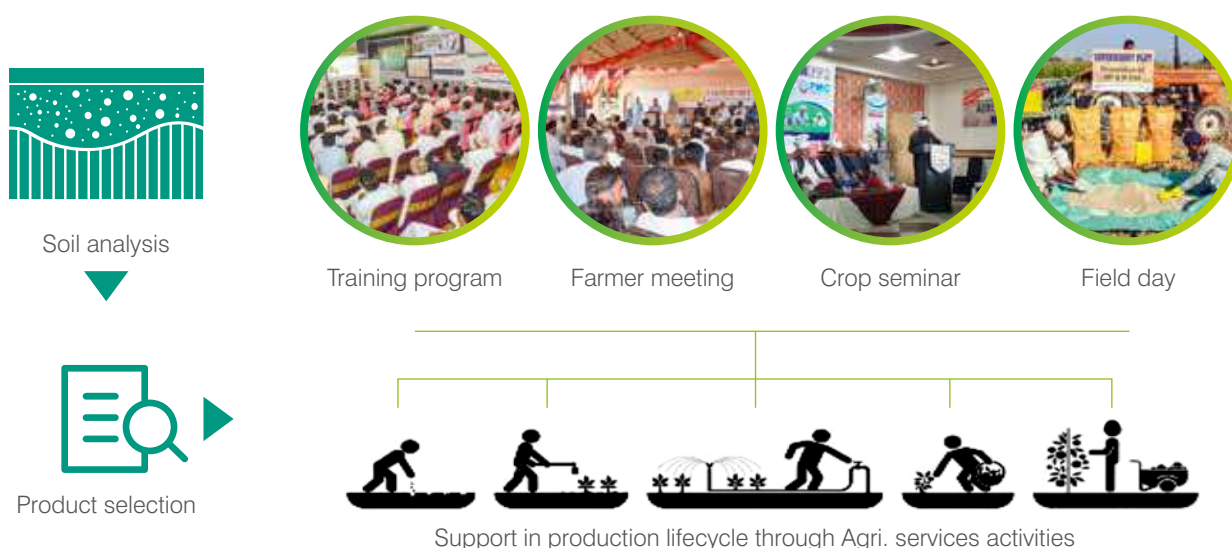 Soil analysis
Product selection
Training program
Farmer meeting
Crop seminar
Field day
Support in production lifecycle through Agri. services activities